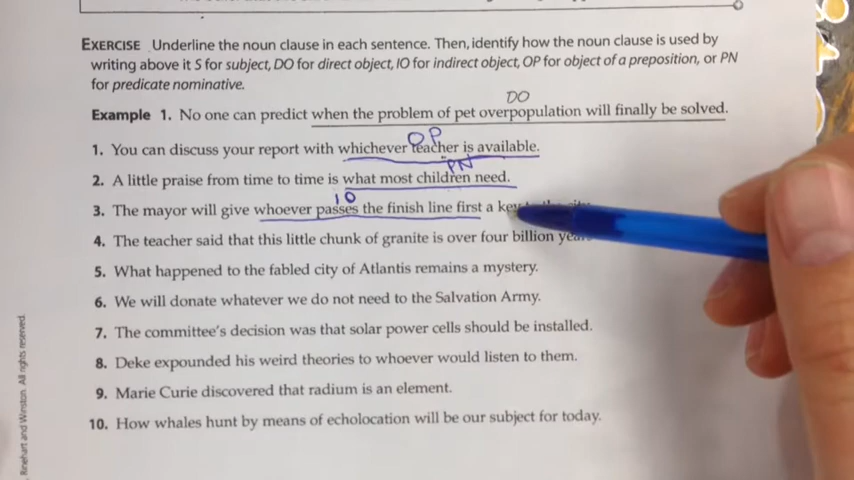 EXERCISE Underline the noun clause in each sentence. Then, identify how the noun clause is used by
writing above it S for subject, DO for direct object, IO for indirect object, OP for object of a preposition, or PN
for predicate nominative.
DO
Example 1. No one can predict when the problem of pet overpopulation will finally be solved.
OP
1. You can discuss your report with whichever teacher is available.
PN
2. A little praise from time to time is what most children need.
IO
3. The mayor will give whoever passes the finish line first a key
4. The teacher said that this little chunk of granite is over four billion
5. What happened to the fabled city of Atlantis remains a mystery.
6. We will donate whatever we do not need to the Salvation Army.
7. The committee's decision was that solar power cells should be installed.
8. Deke expounded his weird theories to whoever would listen to them.
9. Marie Curie discovered that radium is an element.
10. How whales hunt by means of echolocation will be our subject for today.
Rinehart and Winston. All rights reserved.